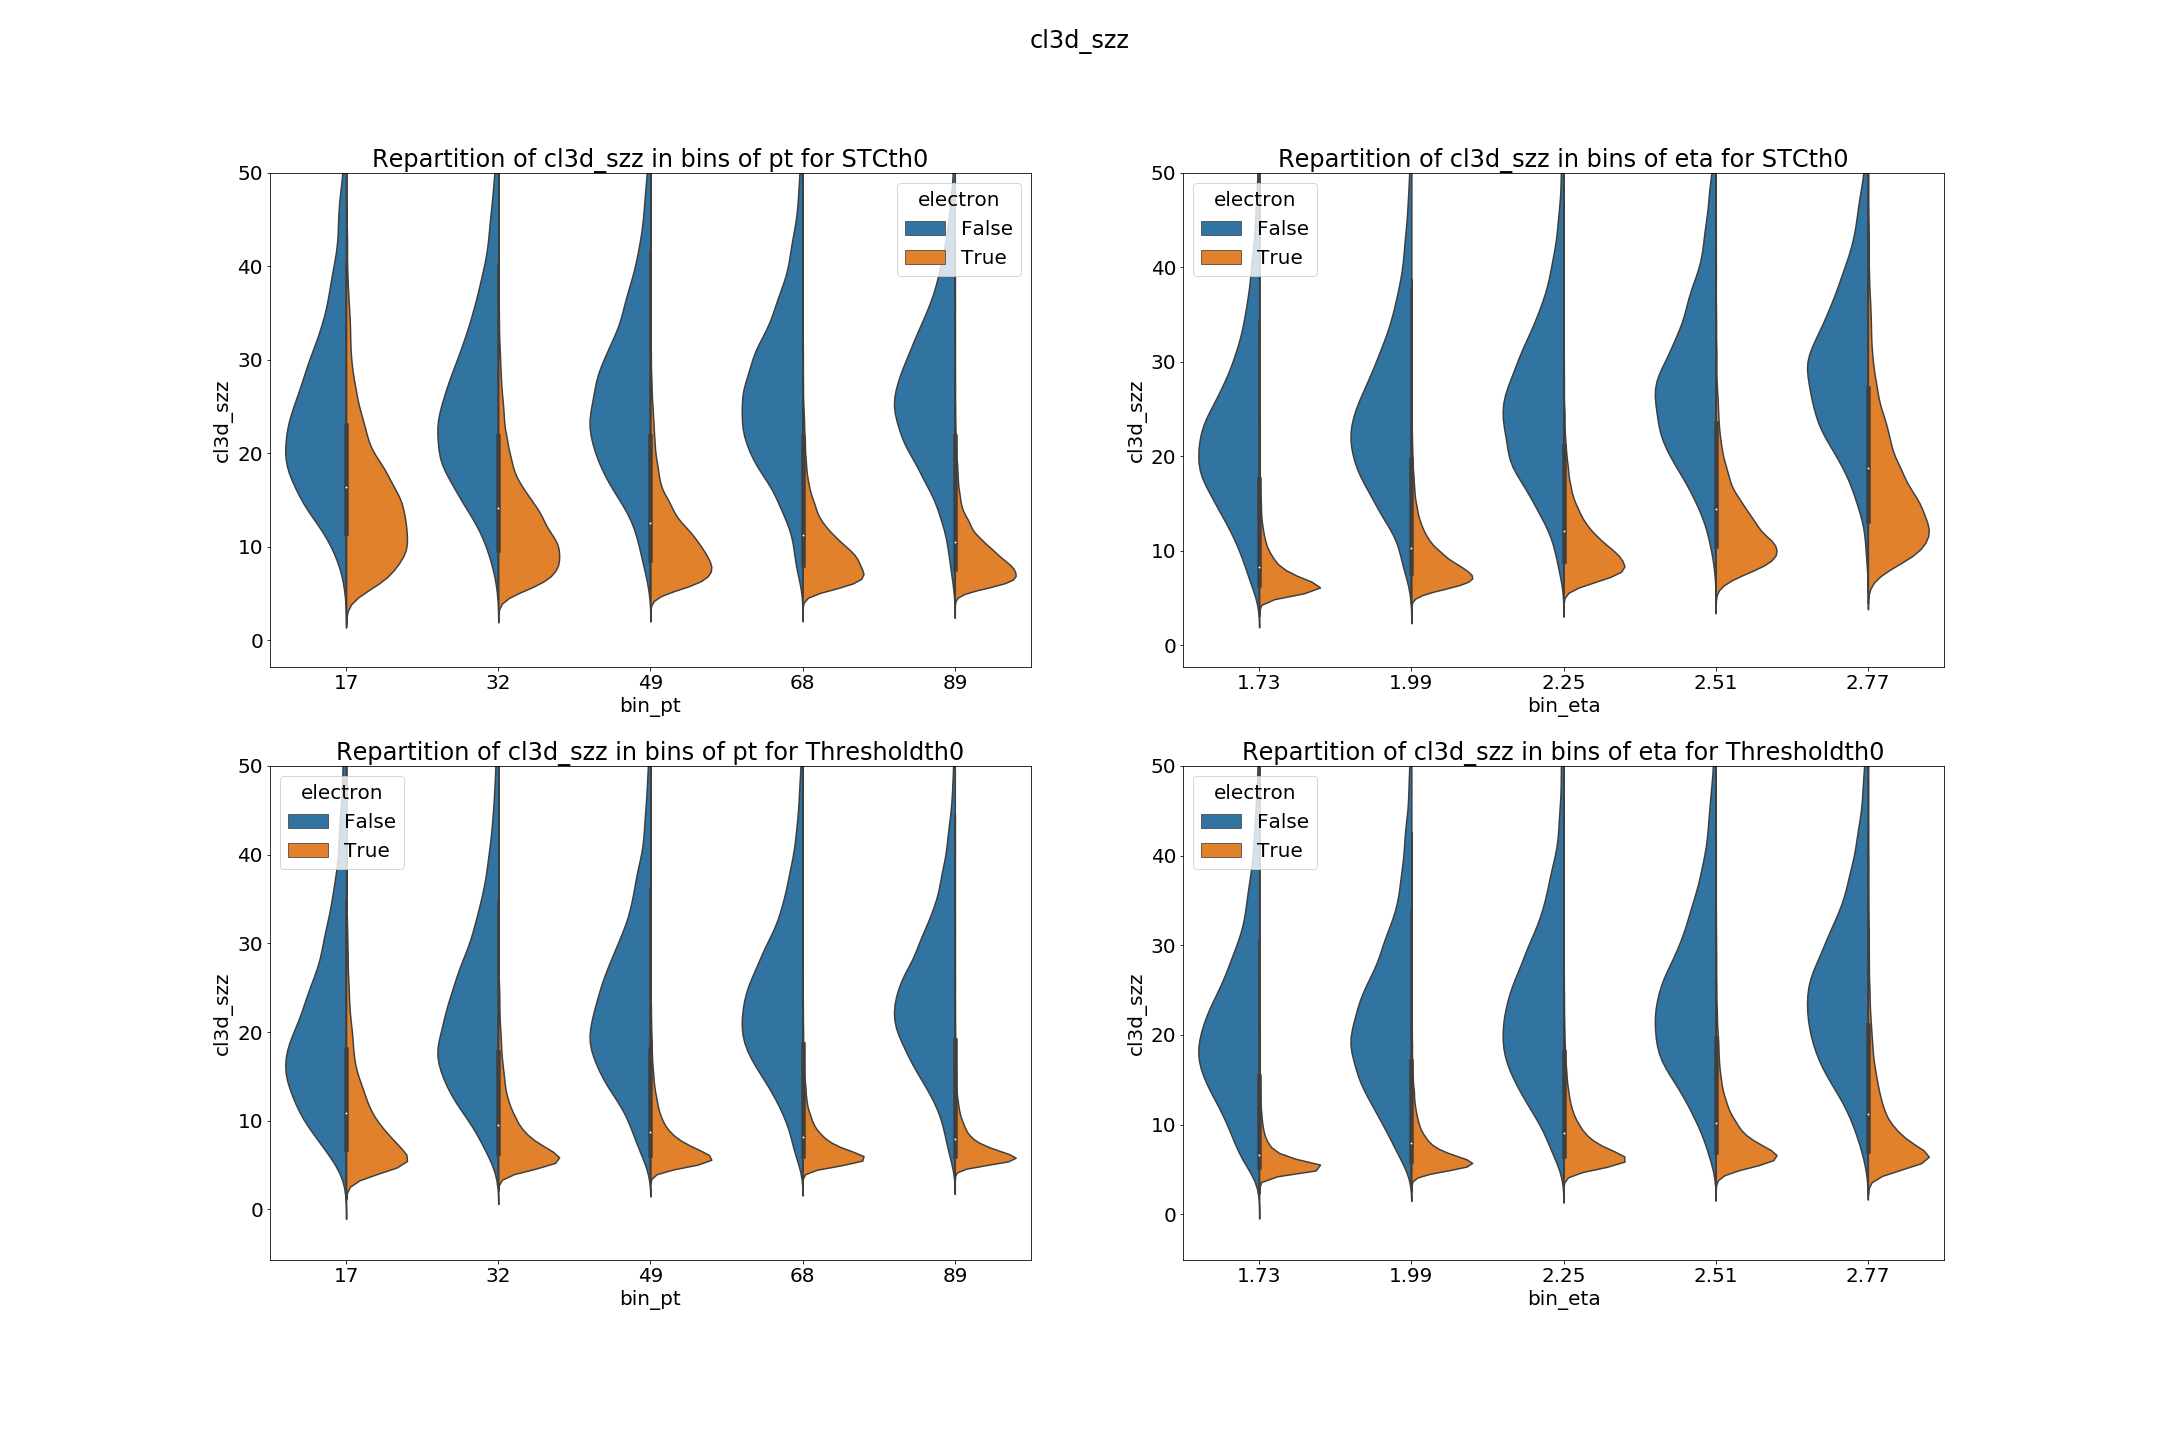 cl3d_szz
Repartition of cl3d_szz in bins of pt for STCth0
50
40
30
20
10
0
cl3d_szz
electron
False
True
17 32 49 68 89
bin_pt
Repartition of cl3d_szz in bins of eta for STCth0
50
40
30
20
10
0
cl3d_szz
electron
False
True
1.73 1.99 2.25 2.51 2.77
bin_eta
Repartition of cl3d_szz in bins of pt for Thresholdth0
50
40
30
20
10
0
cl3d_szz
electron
False
True
17 32 49 68 89
bin_pt
Repartition of cl3d_szz in bins of eta for Thresholdth0
50
40
30
20
10
0
cl3d_szz
electron
False
True
1.73 1.99 2.25 2.51 2.77
bin_eta